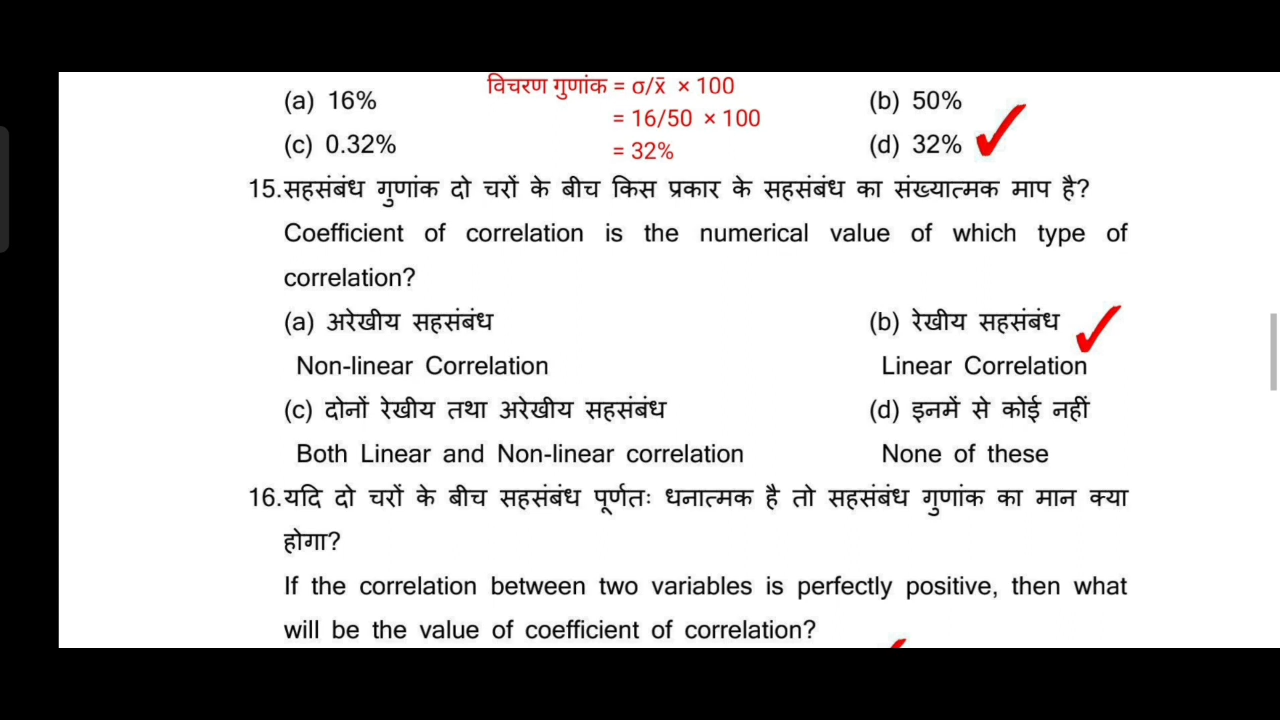 विचरण गुणांक = σ/x̄ × 100
(a) 16% (b) 50%
= 16/50 × 100
(c) 0.32% (d) 32%
= 32%
15.सहसंबंध गुणांक दो चरों के बीच किस प्रकार के सहसंबंध का संख्यात्मक माप है?
Coefficient of correlation is the numerical value of which type of
correlation?
(a) अरेखीय सहसंबंध (b) रेखीय सहसंबंध
Non-linear Correlation Linear Correlation
(c) दोनों रेखीय तथा अरेखीय सहसंबंध (d) इनमें से कोई नहीं
Both Linear and Non-linear correlation None of these
16.यदि दो चरों के बीच सहसंबंध पूर्णतः धनात्मक है तो सहसंबंध गुणांक का मान क्या
होगा?
If the correlation between two variables is perfectly positive, then what
will be the value of coefficient of correlation?